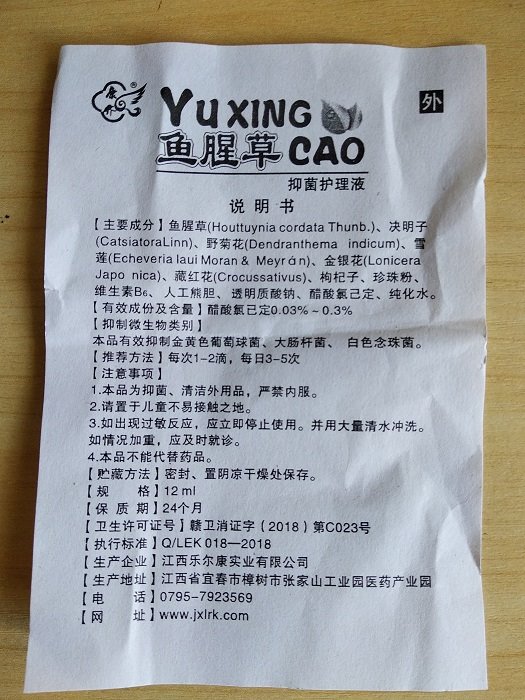 康介®
YUXING
鱼腥草 CAO
外
抑菌护理液
说明书
【主要成分】鱼腥草(Houttuynia cordata Thunb.)、决明子
(CatsiatoraLinn)、野菊花(Dendranthema indicum)、雪
莲(Echeveria laui Moran & Meyrán)、金银花(Lonicera
Japo nica)、藏红花(Crocussativus)、枸杞子、珍珠粉、
维生素B₆、人工熊胆、透明质酸钠、醋酸氯己定、纯化水。
【有效成份及含量】醋酸氯已定0.03%~0.3%
【抑制微生物类别】
本品有效抑制金黄色葡萄球菌、大肠杆菌、 白色念珠菌。
【推荐方法】每次1-2滴，每日3-5次
【注意事项】
1.本品为抑菌、清洁外用品，严禁内服。
2.请置于儿童不易接触之地。
3.如出现过敏反应，应立即停止使用。并用大量清水冲洗。
如情况加重，应及时就诊。
4.本品不能代替药品。
【贮藏方法】密封、置阴凉干燥处保存。
【规 格】12 ml
【保 质 期】24个月
【卫生许可证号】赣卫消证字（2018）第C023号
【执行标准】Q/LEK 018—2018
【生产企业】江西乐尔康实业有限公司
【生产地址】江西省宜春市樟树市张家山工业园医药产业园
【电 话】0795-7923569
【网 址】www.jxlrk.com